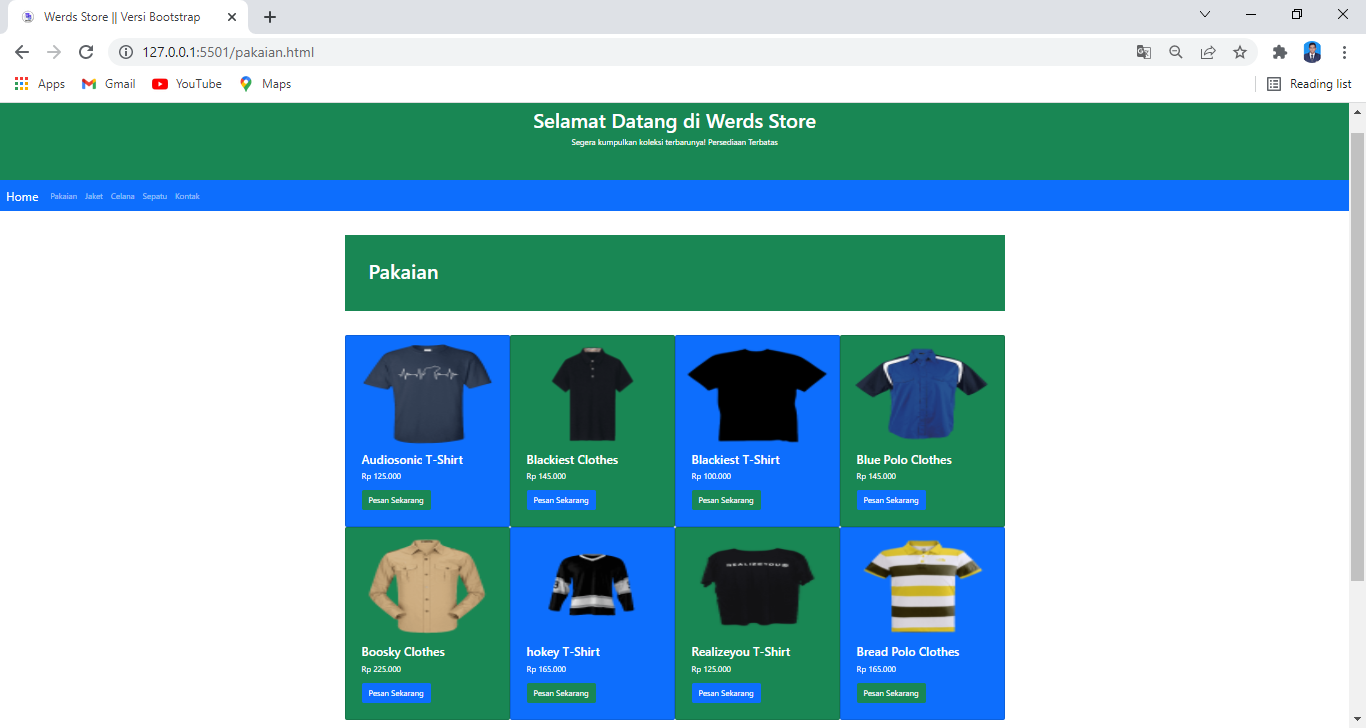 Werds Store || Versi Bootstrap
127.0.0.1:5501/pakaian.html
Apps Gmail YouTube Maps Reading list
Selamat Datang di Werds Store
Segera kumpulkan koleksi terbarunya! Persediaan Terbatas
Home Pakaian Jaket Celana Sepatu Kontak
Pakaian
Audiosonic T-Shirt
Rp 125.000
Pesan Sekarang
Blackiest Clothes
Rp 145.000
Pesan Sekarang
Blackiest T-Shirt
Rp 100.000
Pesan Sekarang
Blue Polo Clothes
Rp 145.000
Pesan Sekarang
Boosky Clothes
Rp 225.000
Pesan Sekarang
hokey T-Shirt
Rp 165.000
Pesan Sekarang
REALIZEYOU
Realizeyou T-Shirt
Rp 125.000
Pesan Sekarang
Bread Polo Clothes
Rp 165.000
Pesan Sekarang